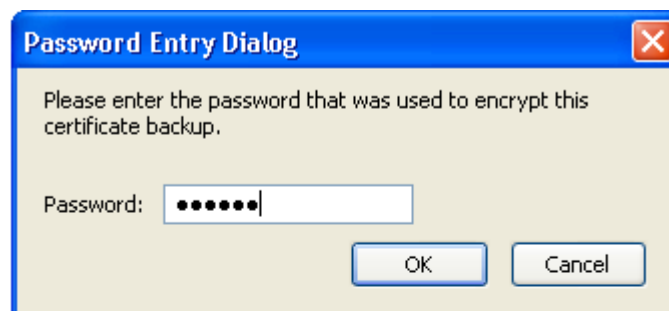 Password Entry Dialog
Please enter the password that was used to encrypt this
certificate backup.
Password: ●●●●●●
OK Cancel